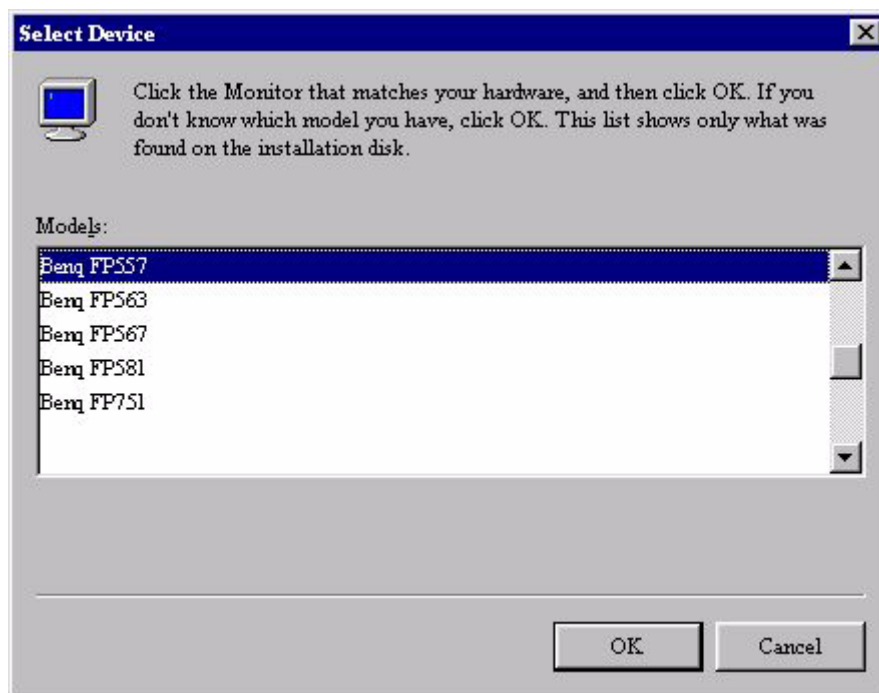 Select Device
Click the Monitor that matches your hardware, and then click OK. If you
don't know which model you have, click OK. This list shows only what was
found on the installation disk.
Models:
Benq FP557
Benq FP563
Benq FP567
Benq FP581
Benq FP751
OK
Cancel